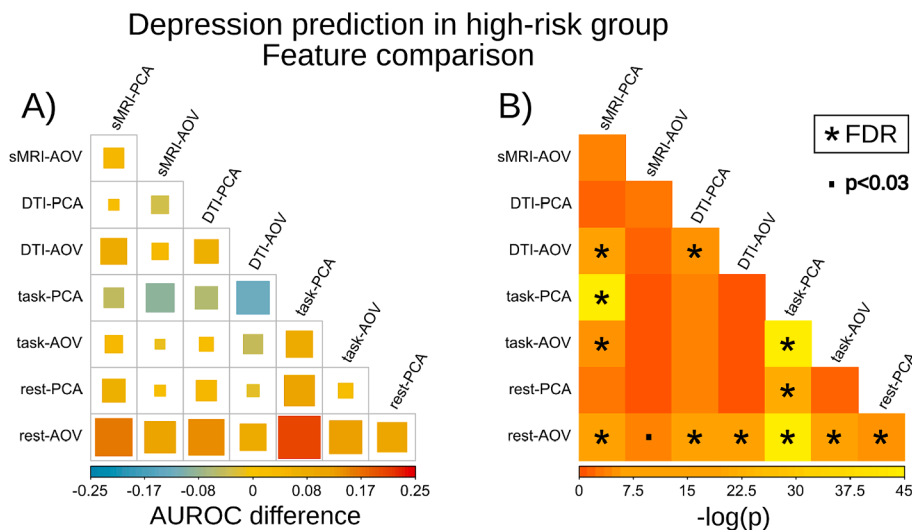 Depression prediction in high-risk group
Feature comparison
A)
sMRI-PCA
sMRI-AOV
DTI-PCA
DTI-AOV
task-PCA
task-AOV
rest-PCA
sMRI-AOV
DTI-PCA
DTI-AOV
task-PCA
task-AOV
rest-PCA
rest-AOV
-0.25 -0.17 -0.08 0 0.08 0.17 0.25
AUROC difference
B)
sMRI-PCA
sMRI-AOV
DTI-PCA
DTI-AOV
task-PCA
task-AOV
rest-PCA
* FDR
▪ p<0.03
sMRI-AOV
DTI-PCA
DTI-AOV * *
task-PCA *
task-AOV * *
rest-PCA *
rest-AOV * ▪ * * * * *
0 7.5 15 22.5 30 37.5 45
-log(p)